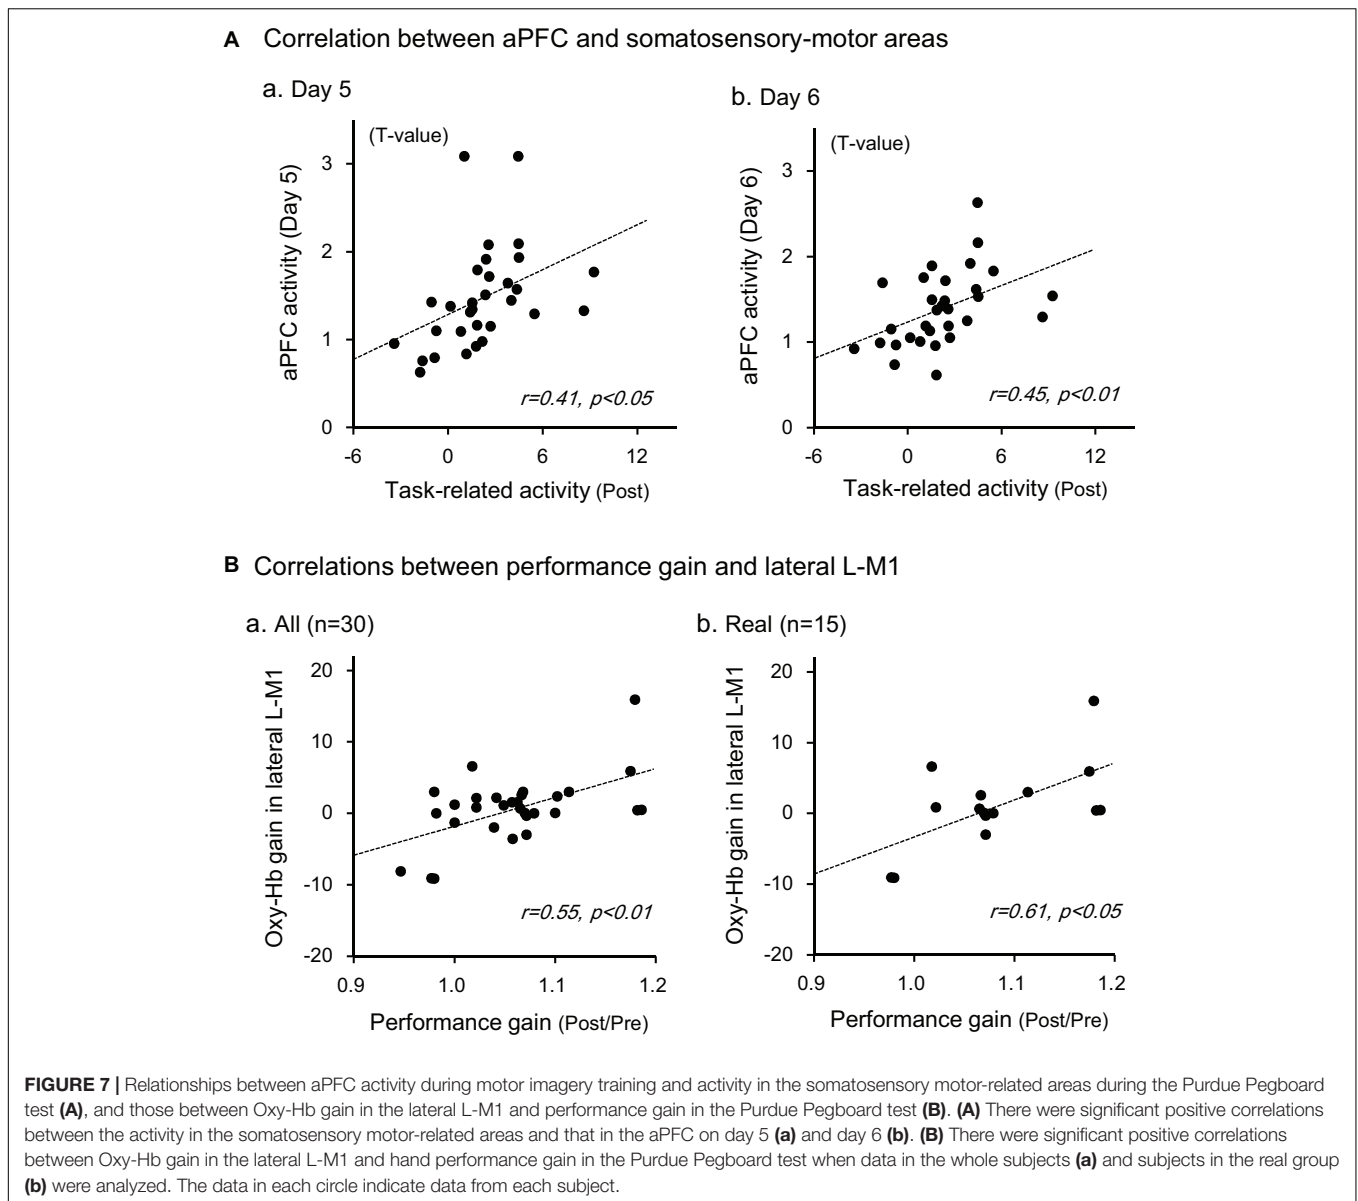 A Correlation between aPFC and somatosensory-motor areas
a. Day 5
(T-value)
aPFC activity (Day 5)
3
2
1
0
-6 0 6 12
Task-related activity (Post)
r=0.41, p<0.05
b. Day 6
(T-value)
aPFC activity (Day 6)
3
2
1
0
-6 0 6 12
Task-related activity (Post)
r=0.45, p<0.01
B Correlations between performance gain and lateral L-M1
a. All (n=30)
Oxy-Hb gain in lateral L-M1
20
10
0
-10
-20
0.9 1.0 1.1 1.2
Performance gain (Post/Pre)
r=0.55, p<0.01
b. Real (n=15)
Oxy-Hb gain in lateral L-M1
20
10
0
-10
-20
0.9 1.0 1.1 1.2
Performance gain (Post/Pre)
r=0.61, p<0.05
FIGURE 7 | Relationships between aPFC activity during motor imagery training and activity in the somatosensory motor-related areas during the Purdue Pegboard
test (A), and those between Oxy-Hb gain in the lateral L-M1 and performance gain in the Purdue Pegboard test (B). (A) There were significant positive correlations
between the activity in the somatosensory motor-related areas and that in the aPFC on day 5 (a) and day 6 (b). (B) There were significant positive correlations
between Oxy-Hb gain in the lateral L-M1 and hand performance gain in the Purdue Pegboard test when data in the whole subjects (a) and subjects in the real group
(b) were analyzed. The data in each circle indicate data from each subject.